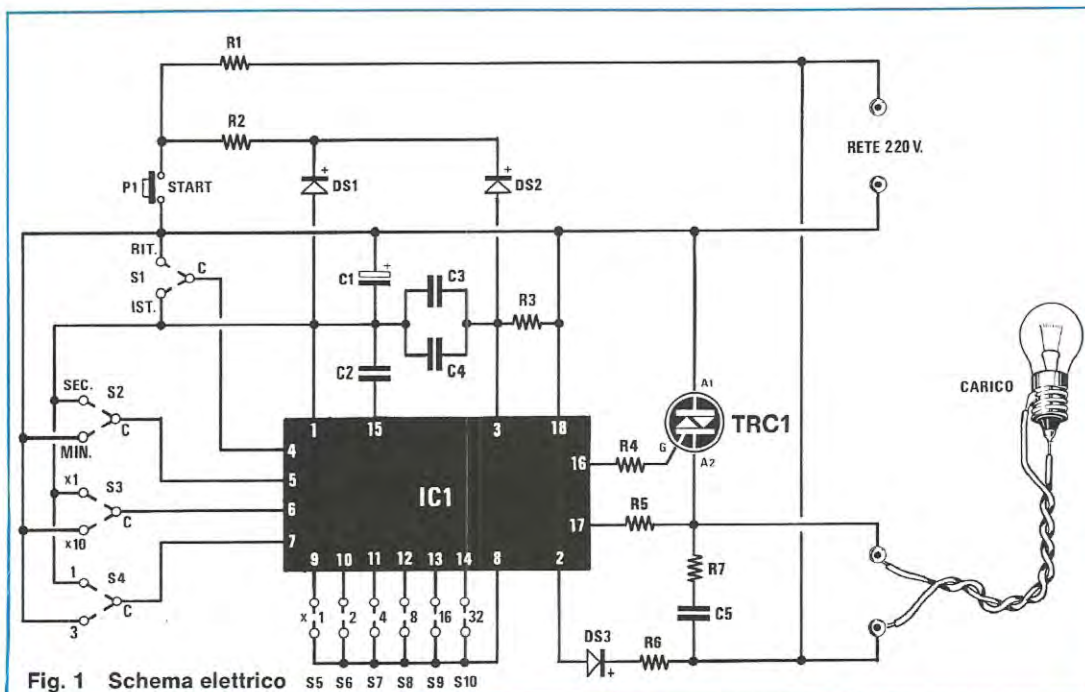 R1
R2
RETE 220 V.
P1 START
+
DS1
+
DS2
RIT.
S1
C
IST.
C1
+
C3
R3
C2
C4
CARICO
SEC.
S2
C
MIN.
x1
S3
C
x10
1
S4
C
3
A1
TRC1
G
A2
R4
R5
R7
C5
1
15
3
18
4
5
6
7
16
17
IC1
9
10
11
12
13
14
8
2
x 1
2
4
8
16
32
DS3
+
R6
S5
S6
S7
S8
S9
S10
Fig. 1 Schema elettrico